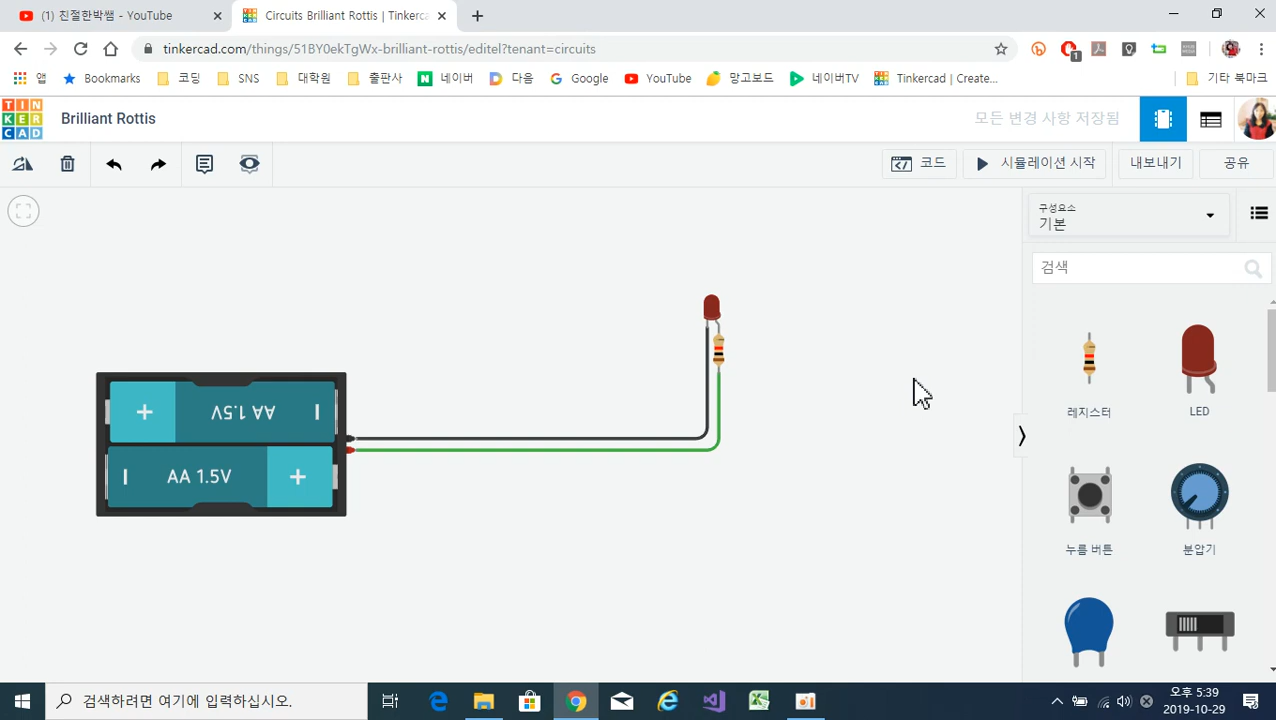 (1) 친절한박쌤 - YouTube
Circuits Brilliant Rottis | Tinkerca
tinkercad.com/things/51BY0ekTgWx-brilliant-rottis/editel?tenant=circuits
1
앱
Bookmarks
코딩
SNS
대학원
출판사
네이버
다음
Google
YouTube
망고보드
네이버TV
Tinkercad | Create...
기타 북마크
TIN
KER
CAD
Brilliant Rottis
모든 변경 사항 저장됨
코드
시뮬레이션 시작
내보내기
공유
구성요소
기본
검색
AA 1.5V
AA 1.5V
레지스터
LED
누름 버튼
분압기
검색하려면 여기에 입력하십시오.
오후 5:39
2019-10-29